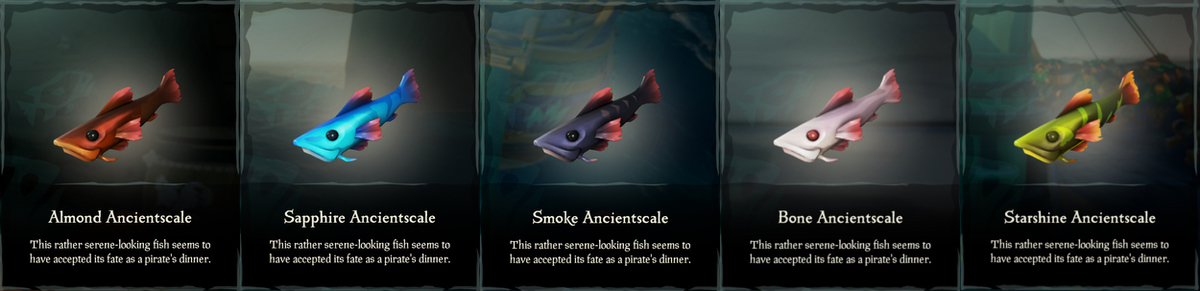 Almond Ancientscale
This rather serene-looking fish seems to
have accepted its fate as a pirate's dinner.
Sapphire Ancientscale
This rather serene-looking fish seems to
have accepted its fate as a pirate's dinner.
Smoke Ancientscale
This rather serene-looking fish seems to
have accepted its fate as a pirate's dinner.
Bone Ancientscale
This rather serene-looking fish seems to
have accepted its fate as a pirate's dinner.
Starshine Ancientscale
This rather serene-looking fish seems to
have accepted its fate as a pirate's dinner.